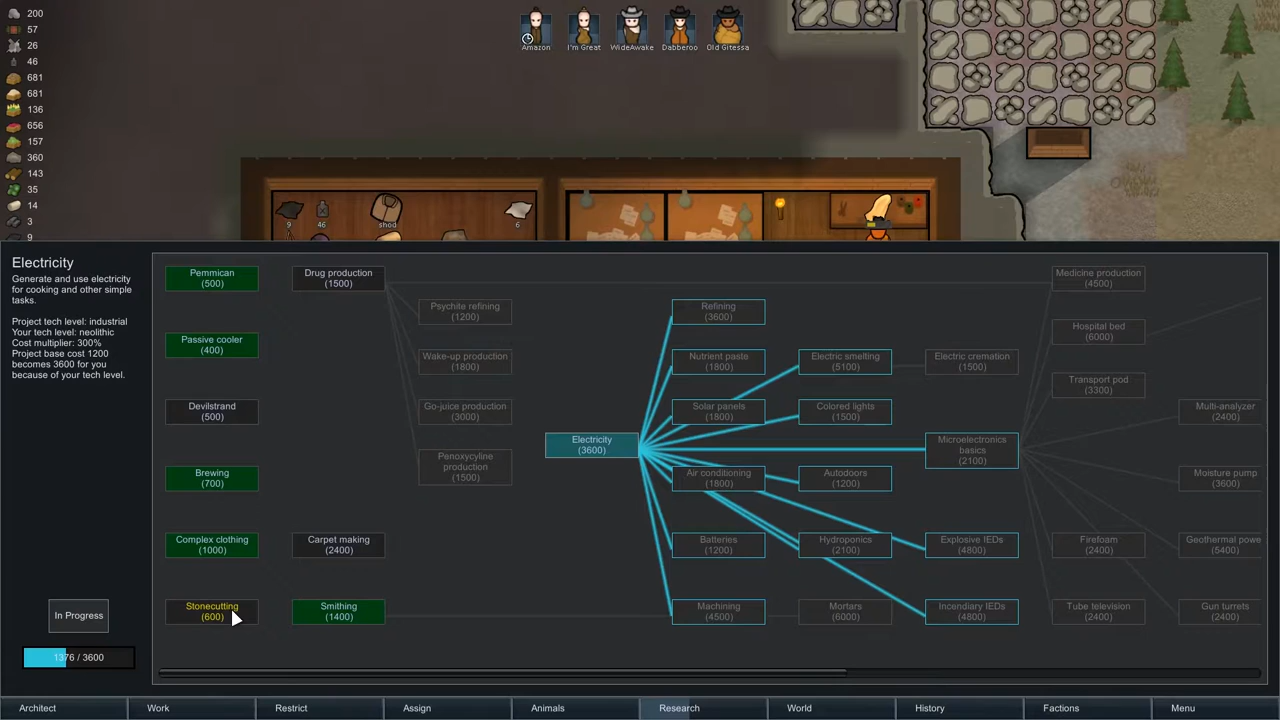 200
57
26
46
681
681
136
656
157
360
143
35
14
3
9
Amazon
I'm Great
WideAwake
Dabberoo
Old Gitessa
9
46
shod
6
Electricity
Generate and use electricity
for cooking and other simple
tasks.
Project tech level: industrial
Your tech level: neolithic
Cost multiplier: 300%
Project base cost 1200
becomes 3600 for you
because of your tech level.
In Progress
1376 / 3600
Pemmican
(500)
Drug production
(1500)
Medicine production
(4500)
Psychite refining
(1200)
Refining
(3600)
Hospital bed
(6000)
Passive cooler
(400)
Wake-up production
(1800)
Nutrient paste
(1800)
Electric smelting
(5100)
Electric cremation
(1500)
Transport pod
(3300)
Devilstrand
(500)
Go-juice production
(3000)
Solar panels
(1800)
Colored lights
(1500)
Multi-analyzer
(2400)
Electricity
(3600)
Microelectronics
basics
(2100)
Penoxycyline
production
(1500)
Brewing
(700)
Air conditioning
(1800)
Autodoors
(1200)
Moisture pump
(3600)
Complex clothing
(1000)
Carpet making
(2400)
Batteries
(1200)
Hydroponics
(2100)
Explosive IEDs
(4800)
Firefoam
(2400)
Geothermal powe
(5400)
Stonecutting
(600)
Smithing
(1400)
Machining
(4500)
Mortars
(6000)
Incendiary IEDs
(4800)
Tube television
(2400)
Gun turrets
(2400)
Architect
Work
Restrict
Assign
Animals
Research
World
History
Factions
Menu